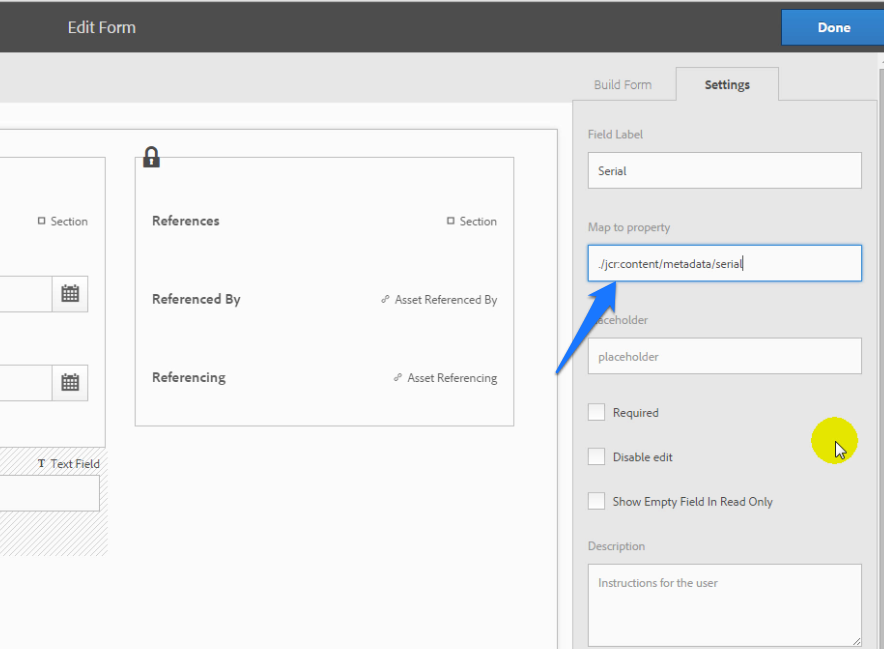 Edit Form
Done
Build Form
Settings
Section
References
Section
Referenced By
Asset Referenced By
Referencing
Asset Referencing
T Text Field
Field Label
Serial
Map to property
./jcr:content/metadata/serial
aceholder
placeholder
Required
Disable edit
Show Empty Field In Read Only
Description
Instructions for the user